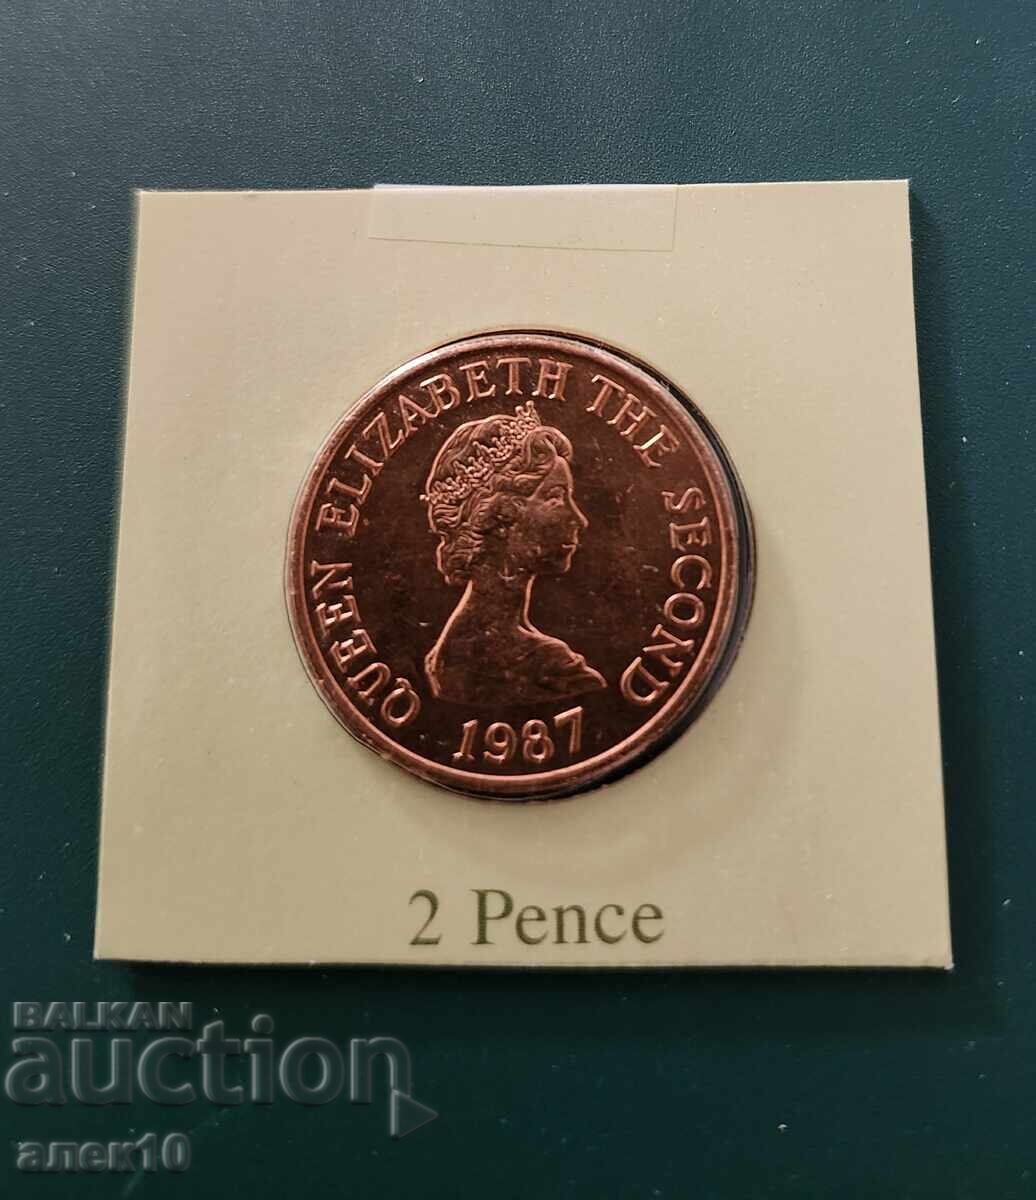 QUEEN ELIZABETH THE SECOND
1987
2 Pence
BALKAN
auction
алек10